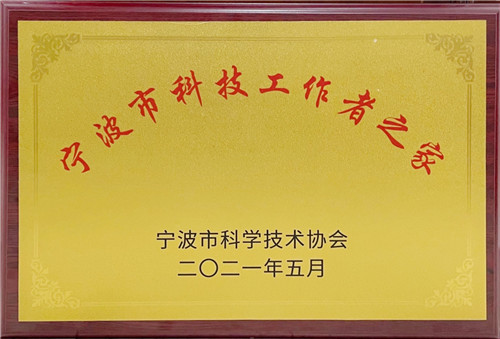 宁波市科技工作者之家
宁波市科学技术协会
二〇二一年五月